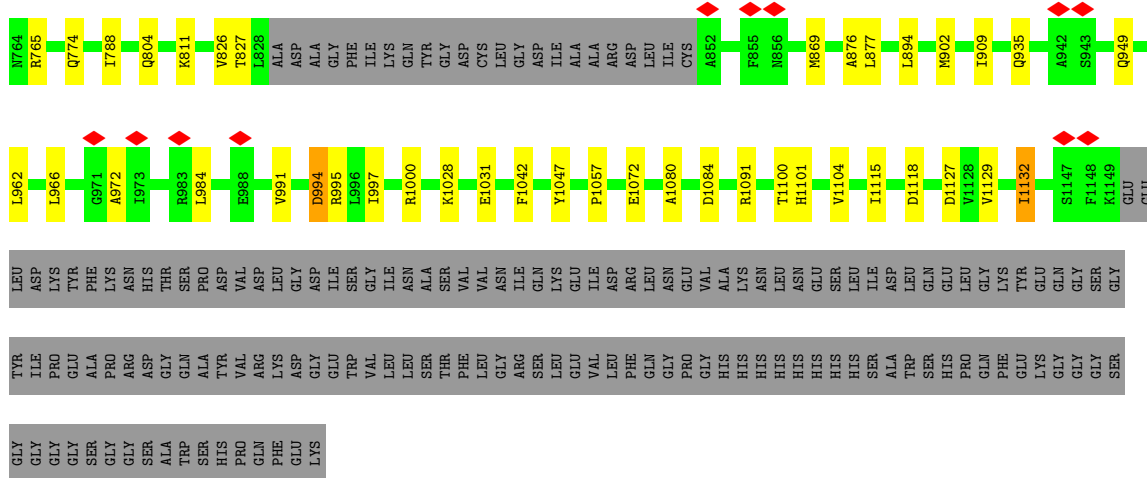 N764 R765 Q774 I788 Q804 K811 V826 T827 L828 ALA ASP ALA GLY PHE ILE LYS GLN TYR GLY ASP CYS LEU GLY ASP ILE ALA ALA ARG ASP LEU ILE CYS A852 F855 N856 M869 A876 L877 L894 M902 I909 Q935 A942 S943 Q949
L962 L966 G971 A972 I973 R983 L984 E988 V991 D994 R995 L996 I997 R1000 K1028 E1031 F1042 Y1047 P1057 E1072 A1080 D1084 R1091 T1100 H1101 V1104 I1115 D1118 D1127 V1128 V1129 I1132 S1147 F1148 K1149 GLU GLU
LEU ASP LYS TYR PHE LYS ASN HIS THR SER PRO ASP VAL ASP LEU GLY ASP ILE SER GLY ILE ASN ALA SER VAL VAL ASN ILE GLN LYS GLU ILE ASP ARG LEU ASN GLU VAL ALA LYS ASN LEU ASN GLU SER LEU ILE ASP LEU GLN GLU LEU GLY LYS TYR GLU GLN GLY SER GLY
TYR ILE PRO GLU ALA PRO ARG ASP GLY GLN ALA TYR VAL ARG LYS ASP GLY GLU TRP VAL LEU LEU SER THR PHE LEU GLY ARG SER LEU GLU VAL LEU PHE GLN GLY PRO GLY HIS HIS HIS HIS HIS HIS HIS HIS SER ALA TRP SER HIS PRO GLN PHE GLU LYS GLY GLY GLY SER
GLY GLY GLY GLY SER GLY GLY SER ALA TRP SER HIS PRO GLN PHE GLU LYS